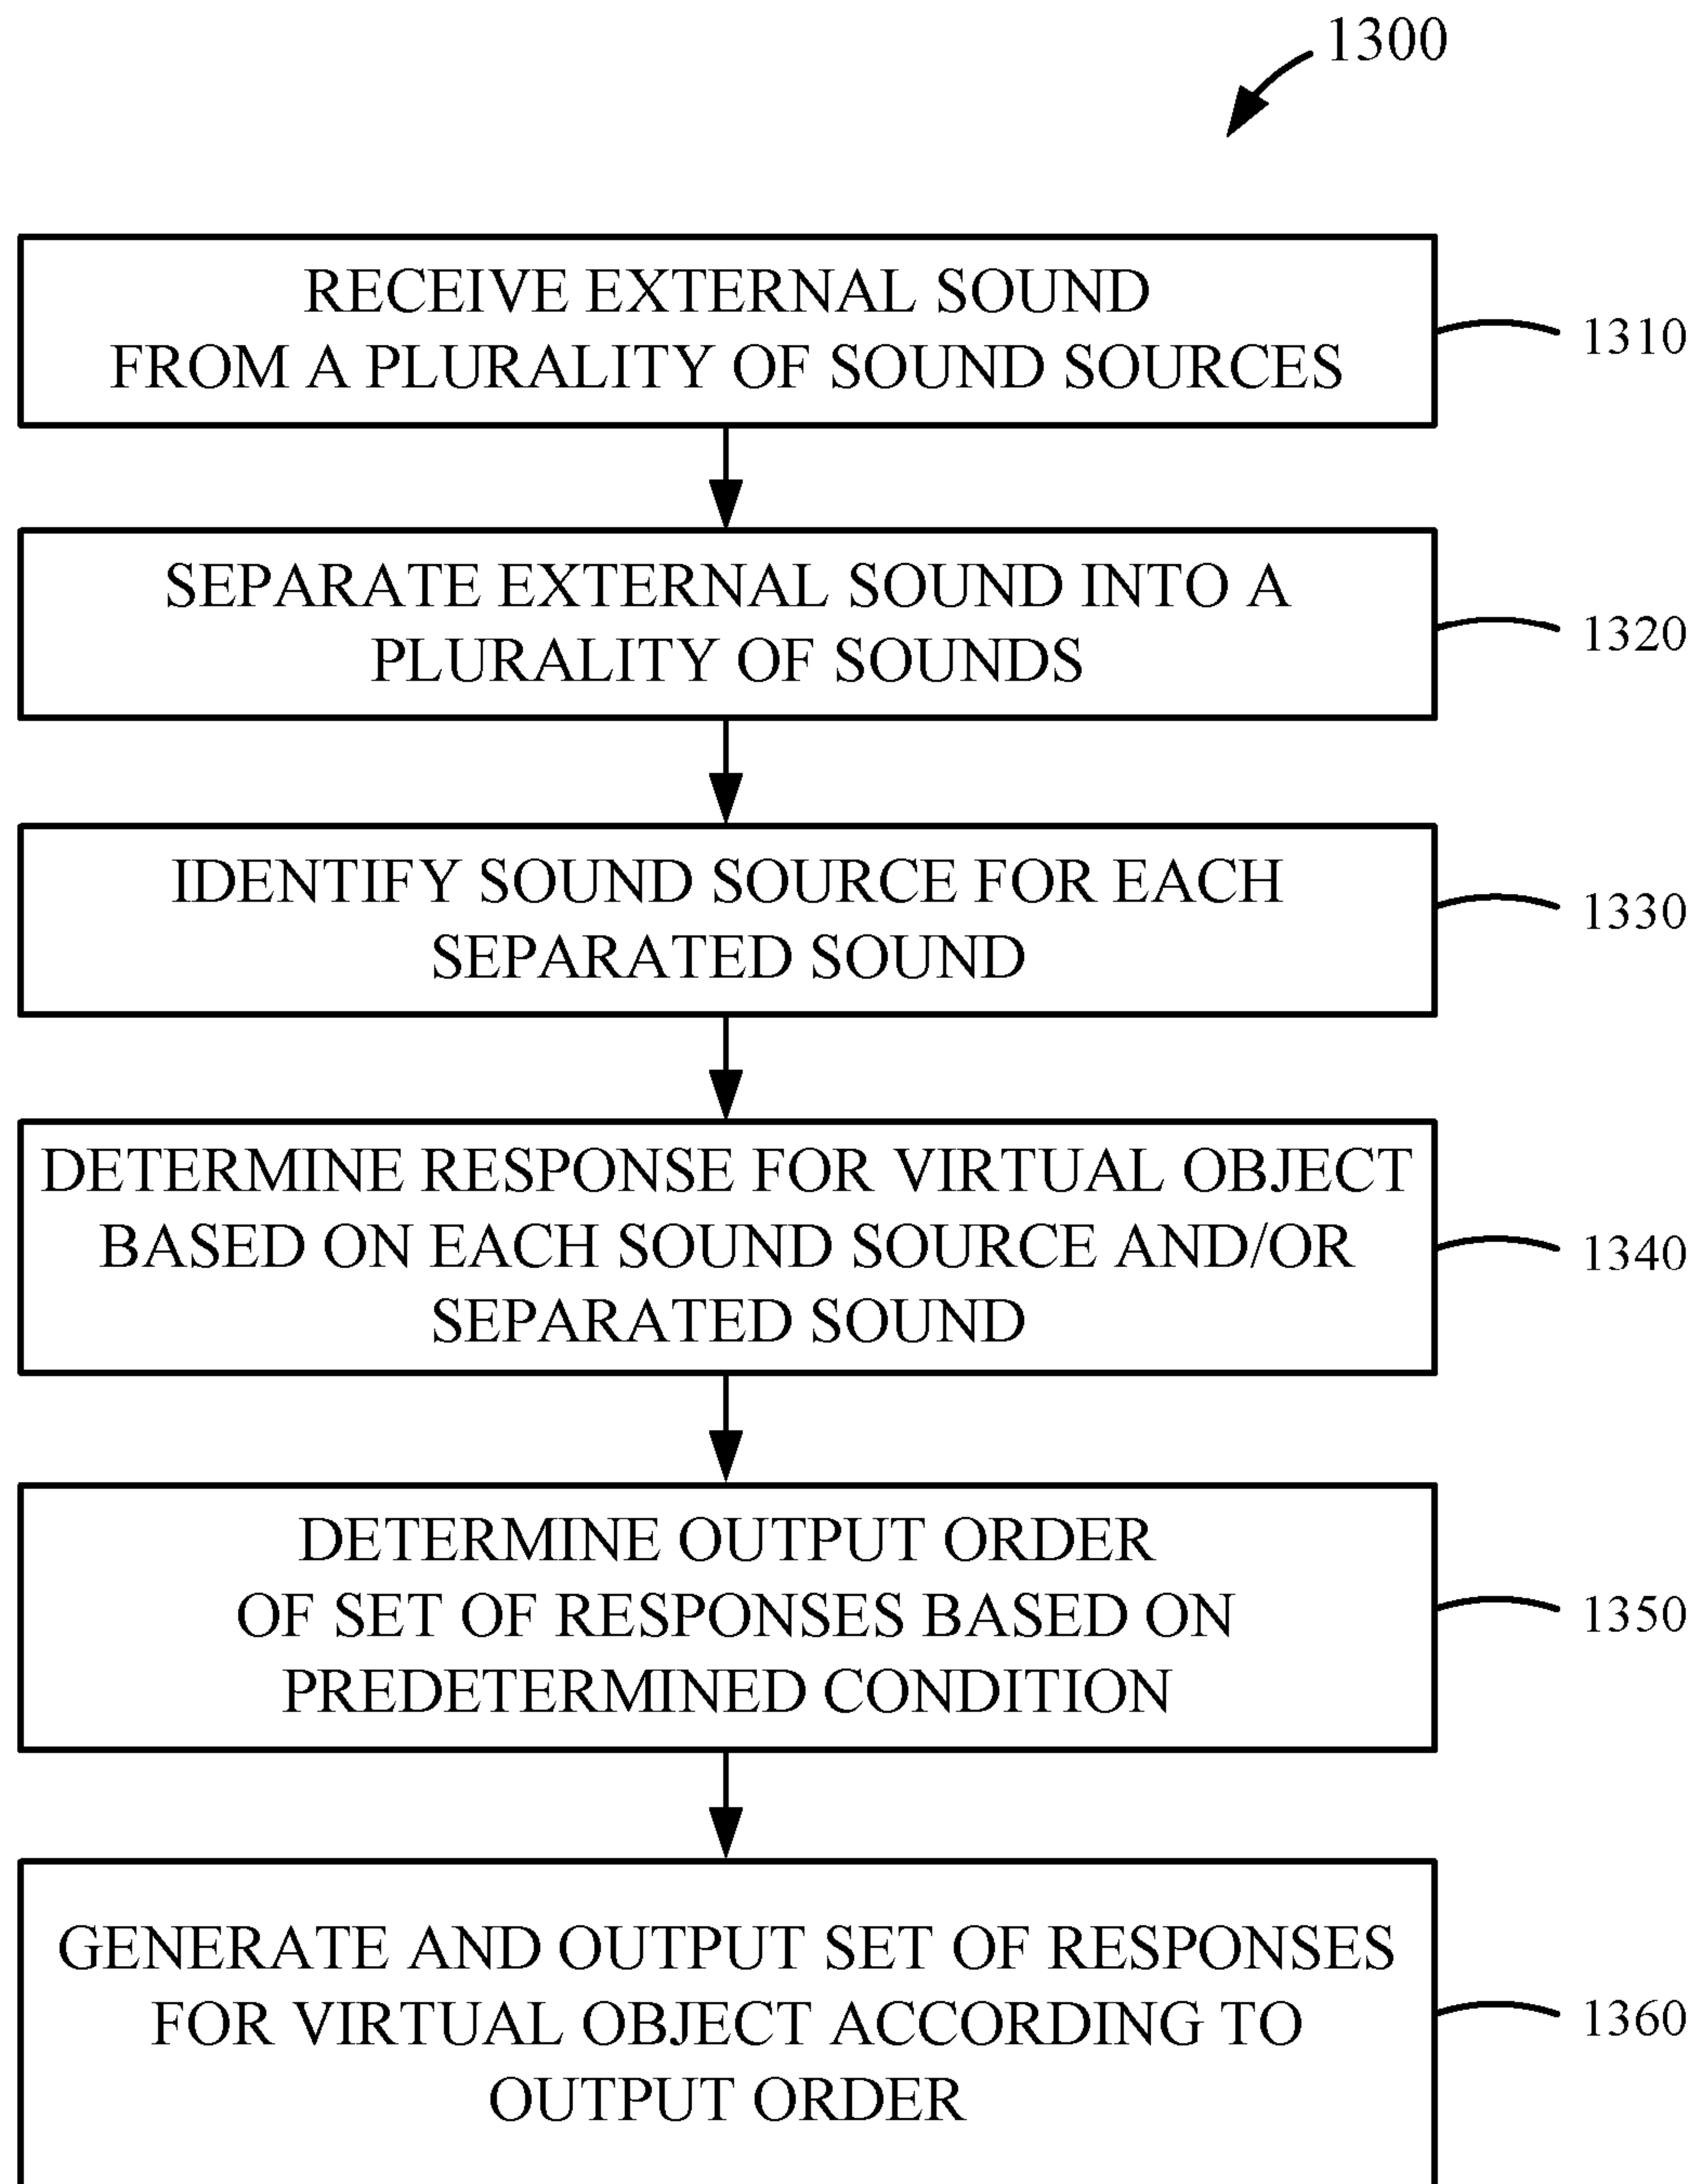 1300
RECEIVE EXTERNAL SOUND
FROM A PLURALITY OF SOUND SOURCES
1310
SEPARATE EXTERNAL SOUND INTO A
PLURALITY OF SOUNDS
1320
IDENTIFY SOUND SOURCE FOR EACH
SEPARATED SOUND
1330
DETERMINE RESPONSE FOR VIRTUAL OBJECT
BASED ON EACH SOUND SOURCE AND/OR
SEPARATED SOUND
1340
DETERMINE OUTPUT ORDER
OF SET OF RESPONSES BASED ON
PREDETERMINED CONDITION
1350
GENERATE AND OUTPUT SET OF RESPONSES
FOR VIRTUAL OBJECT ACCORDING TO
OUTPUT ORDER
1360